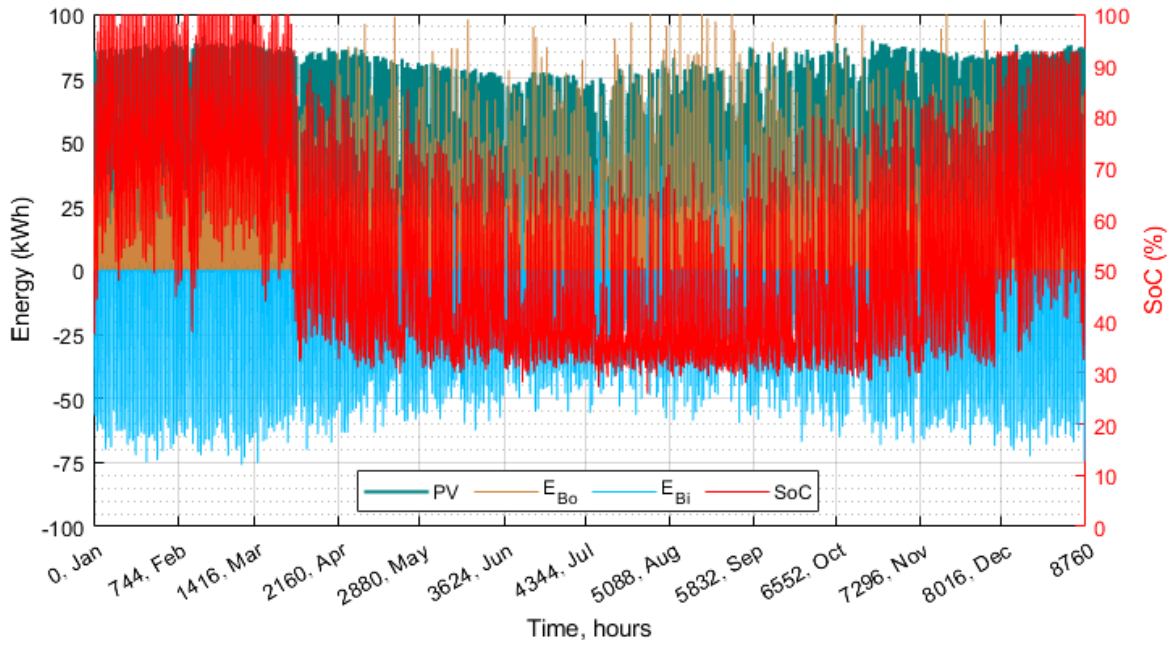 100
75
50
25
0
-25
-50
-75
-100
Energy (kWh)
100
90
80
70
60
50
40
30
20
10
0
SoC (%)
PV E_Bo E_Bi SoC
0, Jan
744, Feb
1416, Mar
2160, Apr
2880, May
3624, Jun
4344, Jul
5088, Aug
5832, Sep
6552, Oct
7296, Nov
8016, Dec
8760
Time, hours